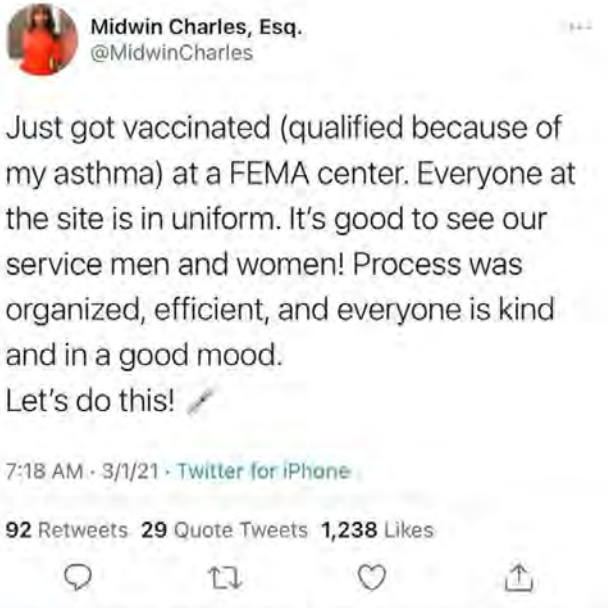 Midwin Charles, Esq.
@MidwinCharles
Just got vaccinated (qualified because of
my asthma) at a FEMA center. Everyone at
the site is in uniform. It's good to see our
service men and women! Process was
organized, efficient, and everyone is kind
and in a good mood.
Let's do this!
7:18 AM · 3/1/21 · Twitter for iPhone
92 Retweets 29 Quote Tweets 1,238 Likes